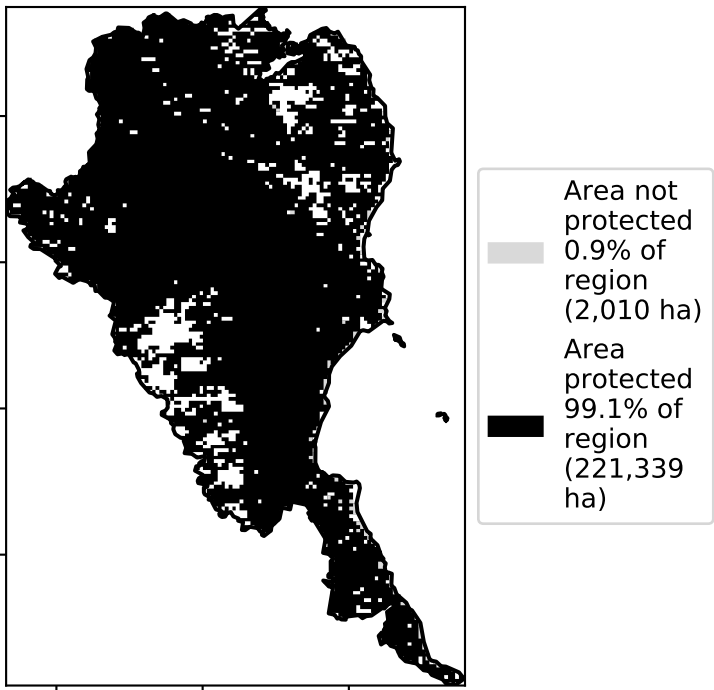 Area not
protected
0.9% of
region
(2,010 ha)
Area
protected
99.1% of
region
(221,339
ha)